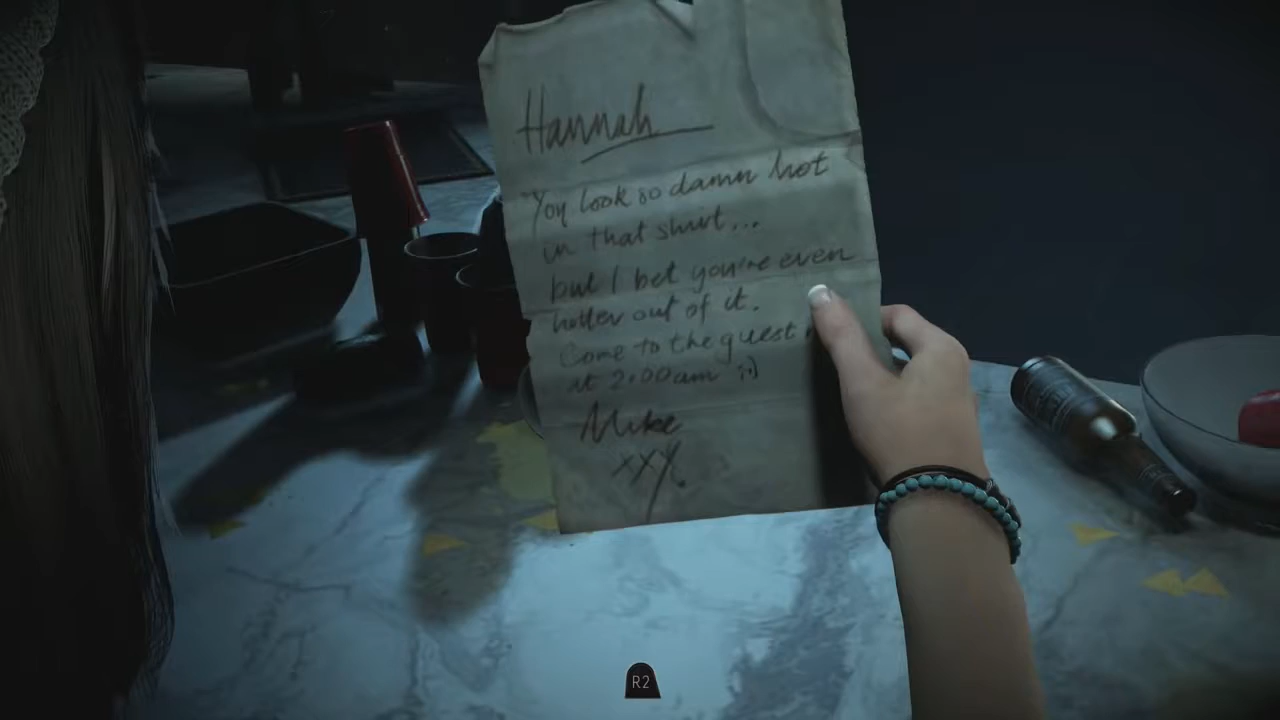 Hannah
You look so damn hot
in that shirt...
but I bet you're even
hotter out of it.
Come to the guest
at 2:00am ;)
Mike
xxx
R2